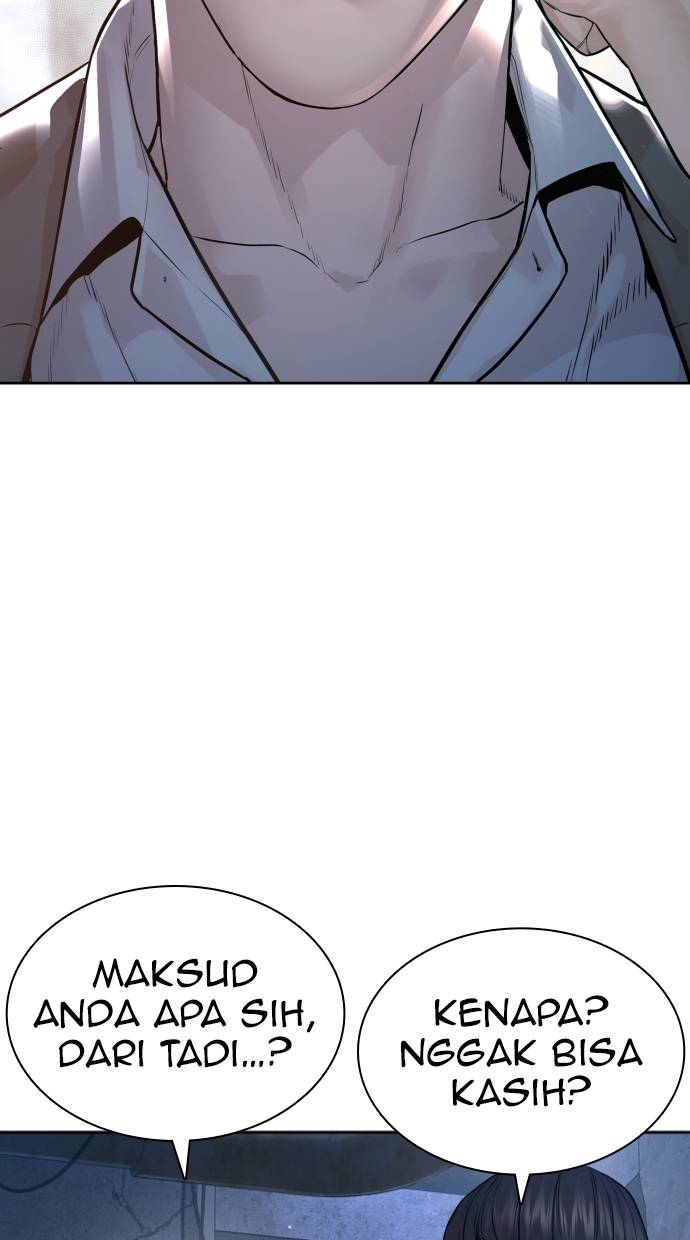 MAKSUD
ANDA APA SIH,
DARI TADI...?
KENAPA?
NGGAK BISA
KASIH?